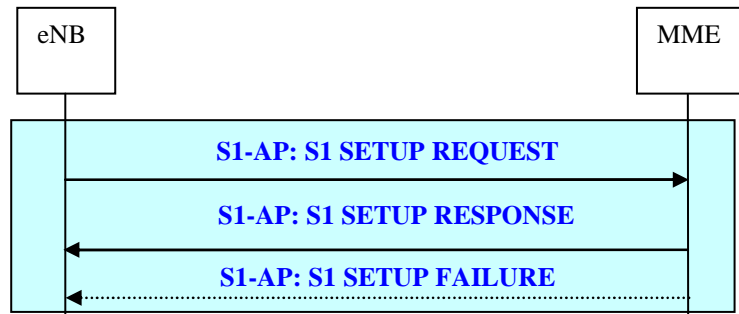 eNB
MME
S1-AP: S1 SETUP REQUEST
S1-AP: S1 SETUP RESPONSE
S1-AP: S1 SETUP FAILURE